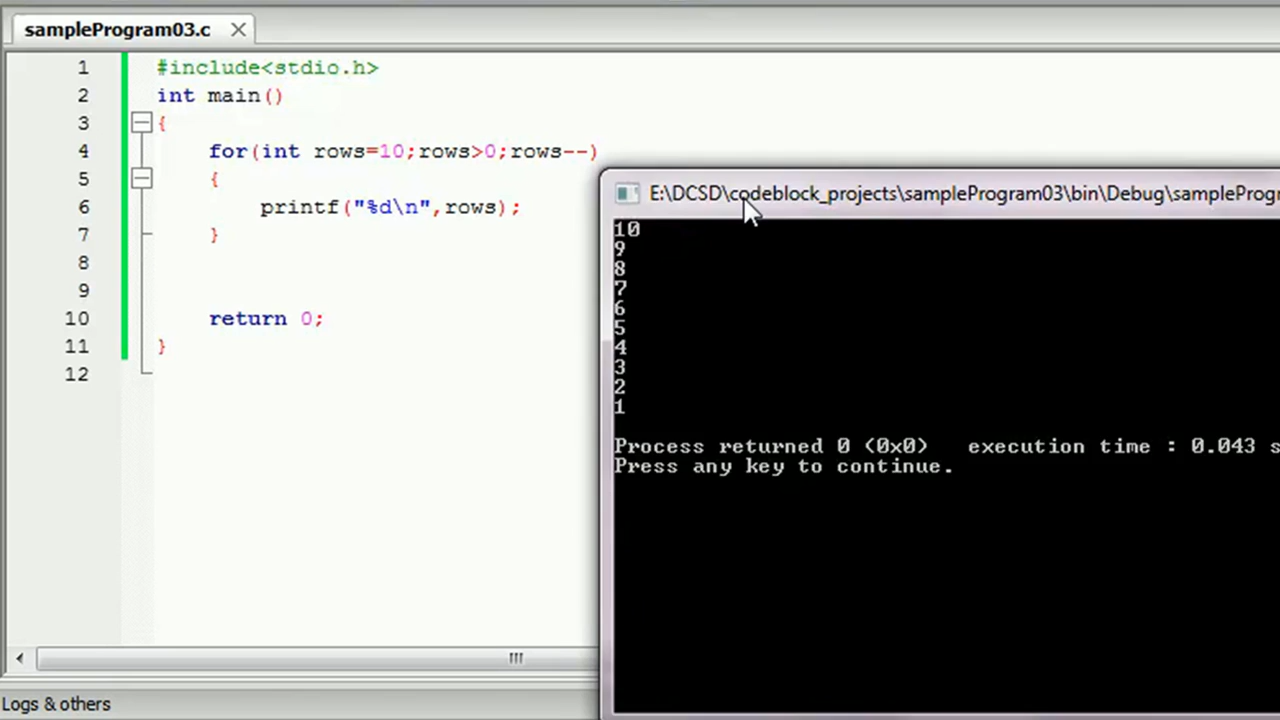 sampleProgram03.c
1 #include<stdio.h>
2 int main()
3 {
4 for(int rows=10;rows>0;rows--)
5 {
6 printf("%d\n",rows);
7 }
8
9
10 return 0;
11 }
12
E:\DCSD\codeblock_projects\sampleProgram03\bin\Debug\sampleProgr
10
9
8
7
6
5
4
3
2
1
Process returned 0 (0x0) execution time : 0.043 s
Press any key to continue.
Logs & others